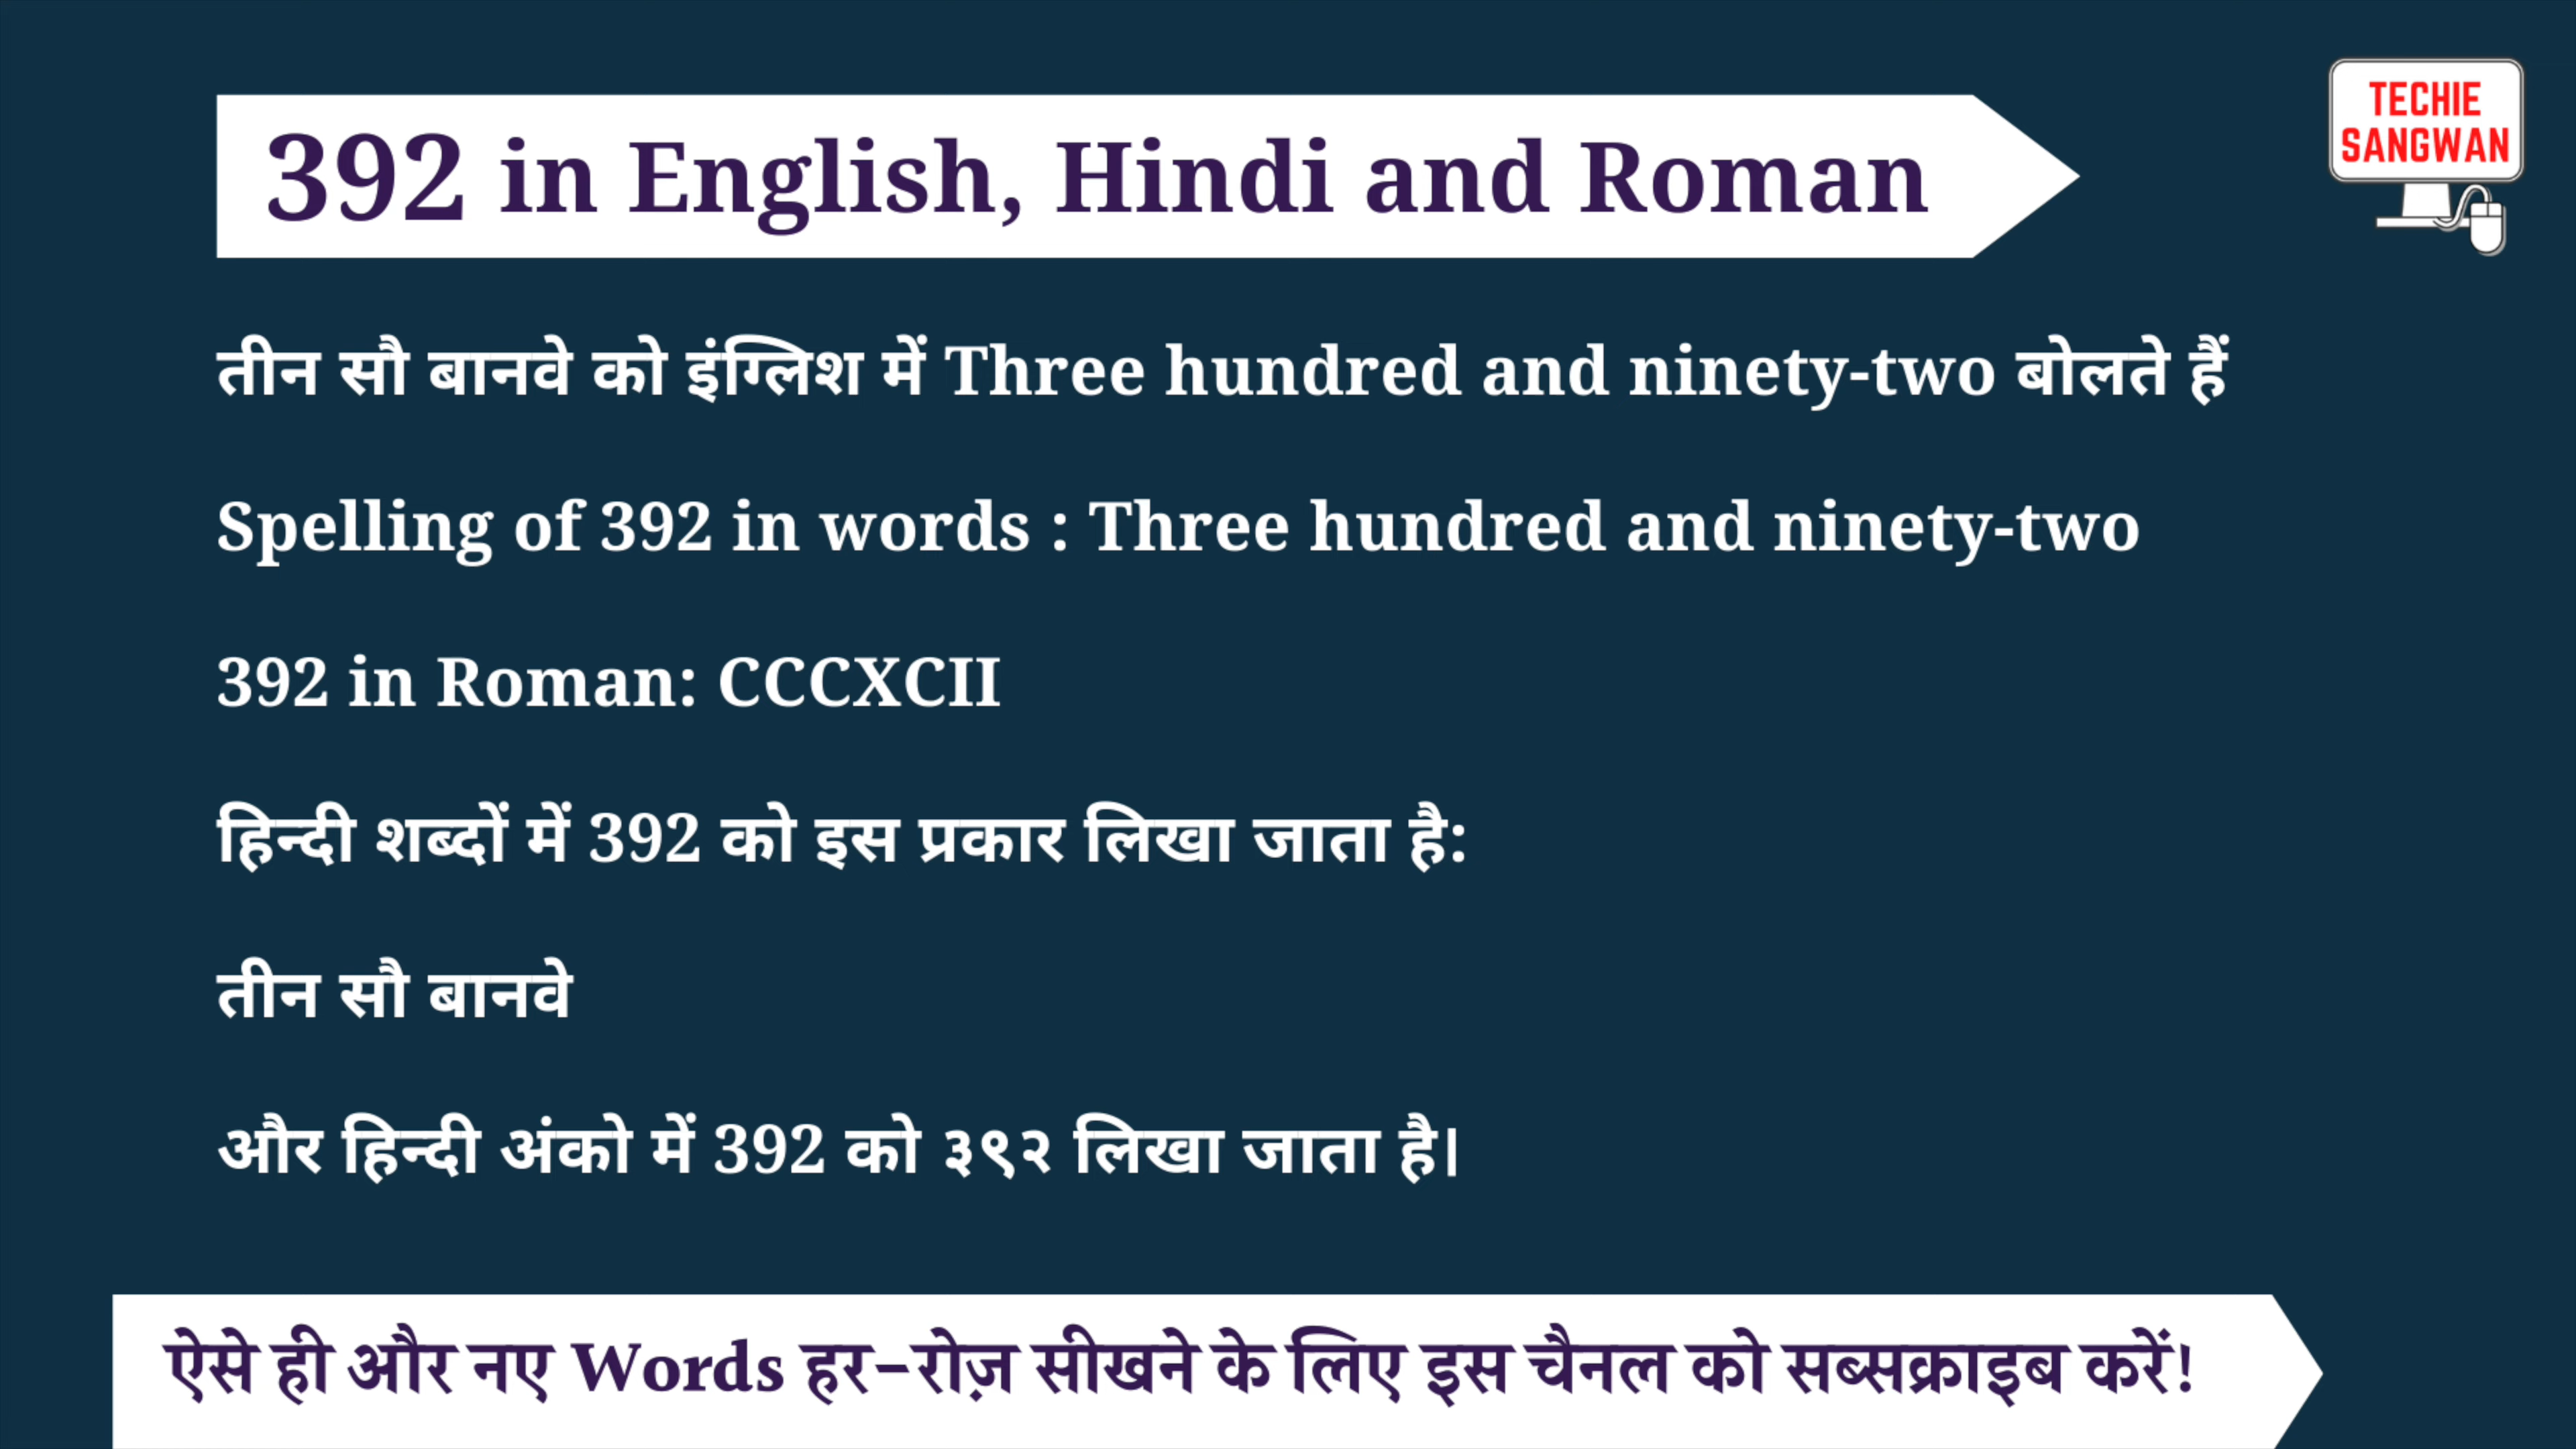 392 in English, Hindi and Roman
TECHIE
SANGWAN
तीन सौ बानवे को इंग्लिश में Three hundred and ninety-two बोलते हैं
Spelling of 392 in words : Three hundred and ninety-two
392 in Roman: CCCXCII
हिन्दी शब्दों में 392 को इस प्रकार लिखा जाता है:
तीन सौ बानवे
और हिन्दी अंको में 392 को ३९२ लिखा जाता है।
ऐसे ही और नए Words हर-रोज़ सीखने के लिए इस चैनल को सब्सक्राइब करें!